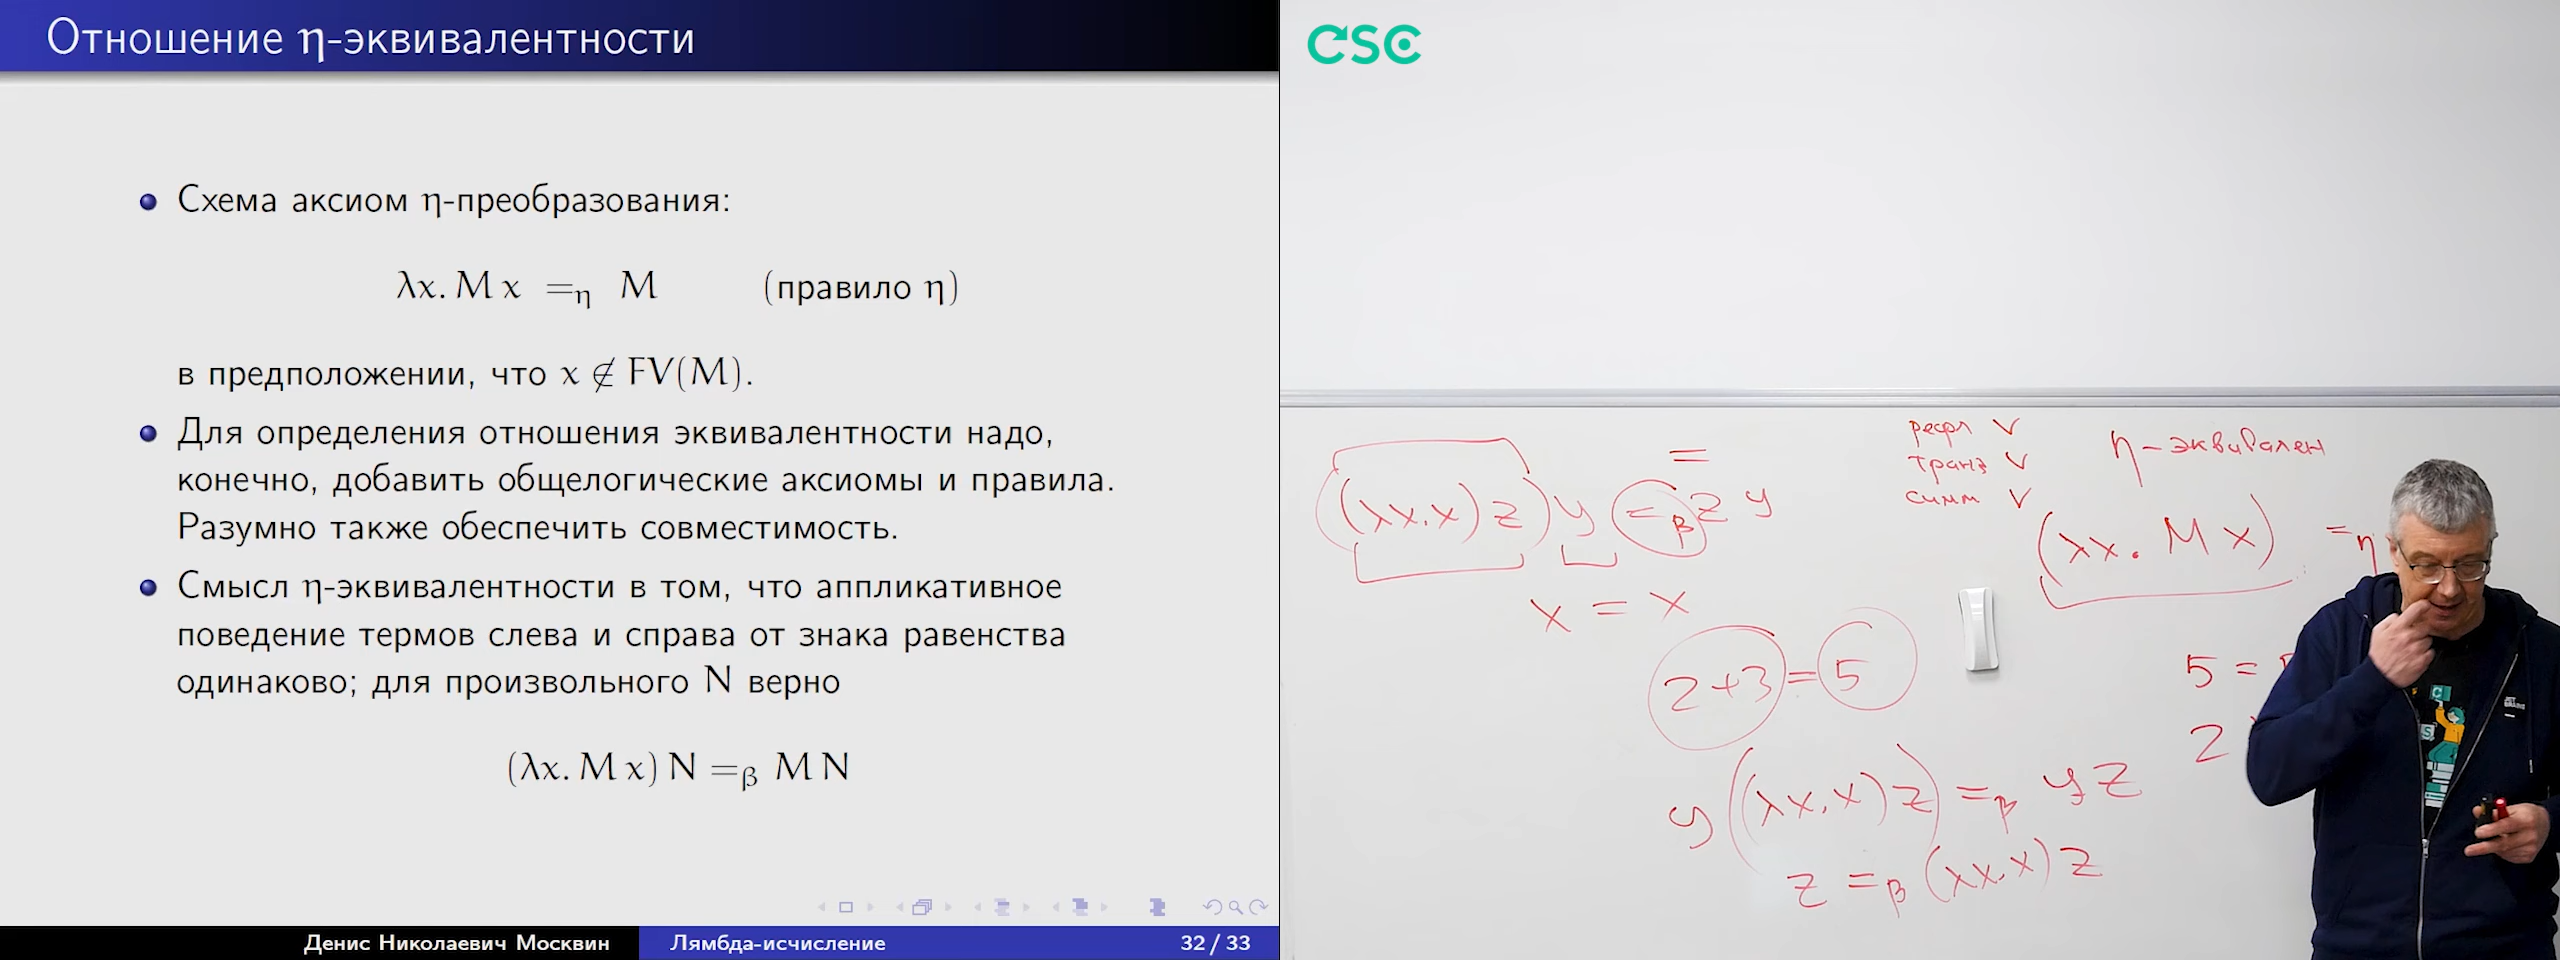 Отношение η-эквивалентности
Схема аксиом η-преобразования:
λx. M x =η M (правило η)
в предположении, что x ∉ FV(M).
Для определения отношения эквивалентности надо,
конечно, добавить общелогические аксиомы и правила.
Разумно также обеспечить совместимость.
Смысл η-эквивалентности в том, что аппликативное
поведение термов слева и справа от знака равенства
одинаково; для произвольного N верно
(λx. M x) N =β M N
Денис Николаевич Москвин
Лямбда-исчисление
32 / 33
CSC
=
((λx.x) z) y =β z y
x = x
2+3 = 5
y ((λx.x) z) =β y z
z =β (λx.x) z
рефл V
транз V
симм V
η-эквивален
(λx. M x) =η
5 =
2